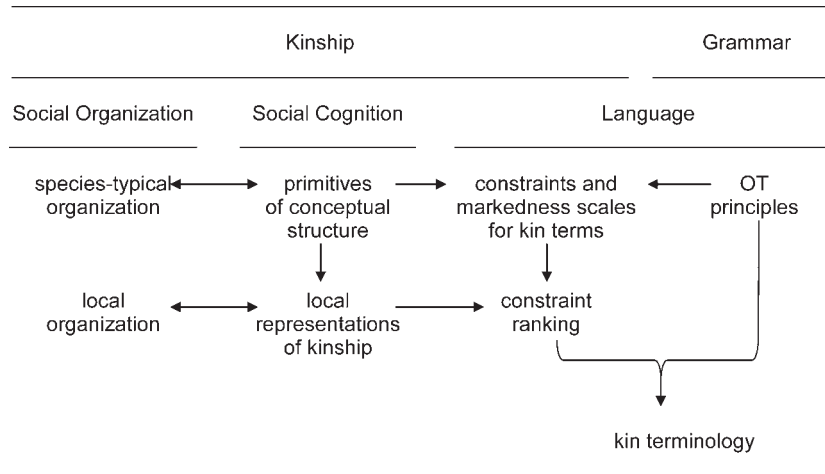 Kinship Grammar
Social Organization Social Cognition Language
species-typical primitives constraints and OT
organization of conceptual markedness scales principles
structure for kin terms
local local constraint
organization representations ranking
of kinship
kin terminology